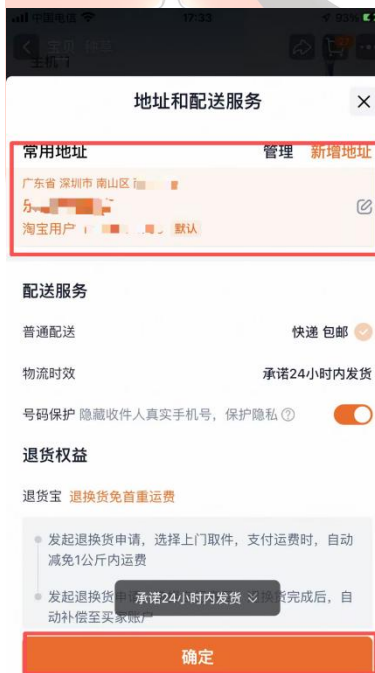 中国电信 17:33 93%
宝贝 种草
主机
地址和配送服务
常用地址 管理 新增地址
广东省 深圳市 南山区
淘宝用户 默认
配送服务
普通配送 快递 包邮
物流时效 承诺24小时内发货
号码保护 隐藏收件人真实手机号，保护隐私
退货权益
退货宝 退换货免首重运费
发起退换货申请，选择上门取件，支付运费时，自动
减免1公斤内运费
发起退换货 货完成后，自
动补偿至买家账户
承诺24小时内发货
确定